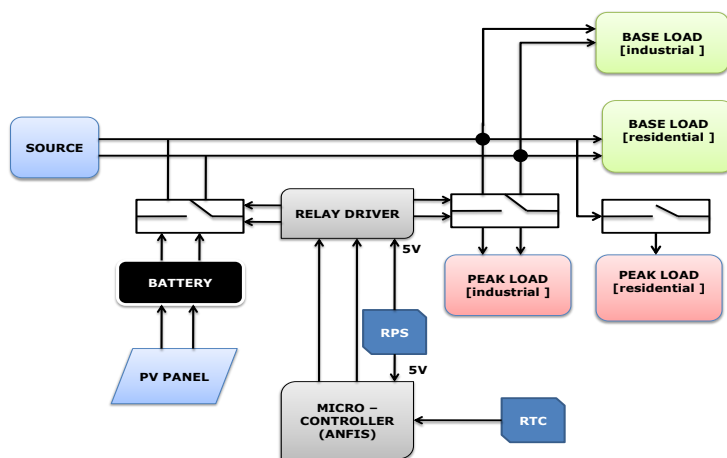 BASE LOAD
[industrial ]
BASE LOAD
[residential ]
SOURCE
RELAY DRIVER
5V
BATTERY
PEAK LOAD
[industrial ]
PEAK LOAD
[residential ]
RPS
PV PANEL
5V
MICRO –
CONTROLLER
(ANFIS)
RTC